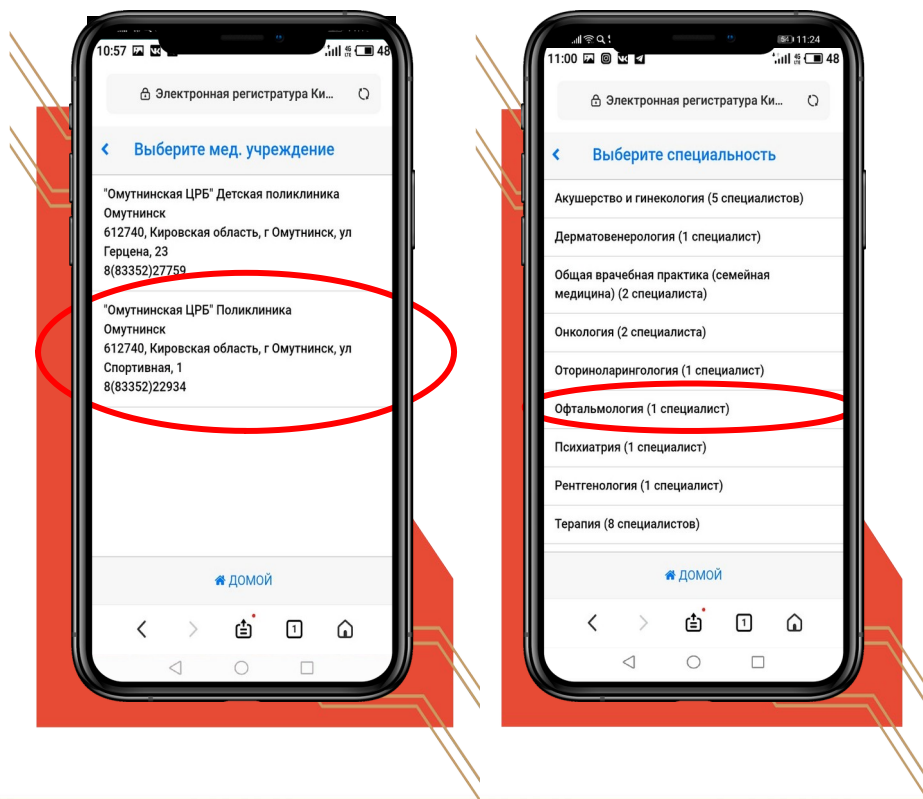 10:57 48
Электронная регистратура Ки...
Выберите мед. учреждение
"Омутнинская ЦРБ" Детская поликлиника
Омутнинск
612740, Кировская область, г Омутнинск, ул
Герцена, 23
8(83352)27759
"Омутнинская ЦРБ" Поликлиника
Омутнинск
612740, Кировская область, г Омутнинск, ул
Спортивная, 1
8(83352)22934
ДОМОЙ
1
11:24
11:00 48
Электронная регистратура Ки...
Выберите специальность
Акушерство и гинекология (5 специалистов)
Дерматовенерология (1 специалист)
Общая врачебная практика (семейная
медицина) (2 специалиста)
Онкология (2 специалиста)
Оториноларингология (1 специалист)
Офтальмология (1 специалист)
Психиатрия (1 специалист)
Рентгенология (1 специалист)
Терапия (8 специалистов)
ДОМОЙ
1